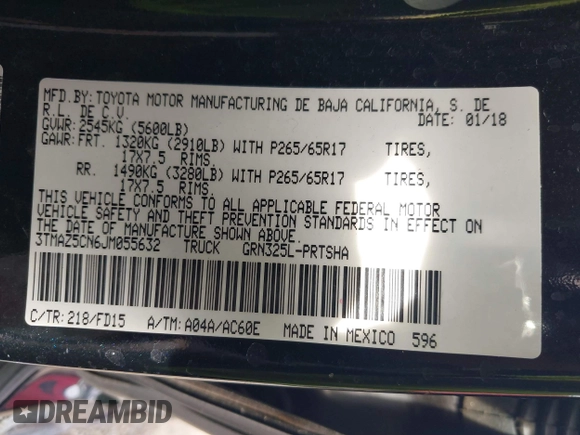 MFD.BY: TOYOTA MOTOR MANUFACTURING DE BAJA CALIFORNIA, S. DE
R.L. DE C.V. DATE: 01/18
GVWR: 2545KG (5600LB)
GAWR: FRT. 1320KG (2910LB) WITH P265/65R17 TIRES,
17X7.5 RIMS.
RR. 1490KG (3280LB) WITH P265/65R17 TIRES,
17X7.5 RIMS.
THIS VEHICLE CONFORMS TO ALL APPLICABLE FEDERAL MOTOR
VEHICLE SAFETY AND THEFT PREVENTION STANDARDS IN EFFECT ON
THE DATE OF MANUFACTURE SHOWN ABOVE.
3TMAZ5CN6JM055632 TRUCK GRN325L-PRTSHA
C/TR: 218/FD15 A/TM: A04A/AC60E MADE IN MEXICO 596
DREAMBID